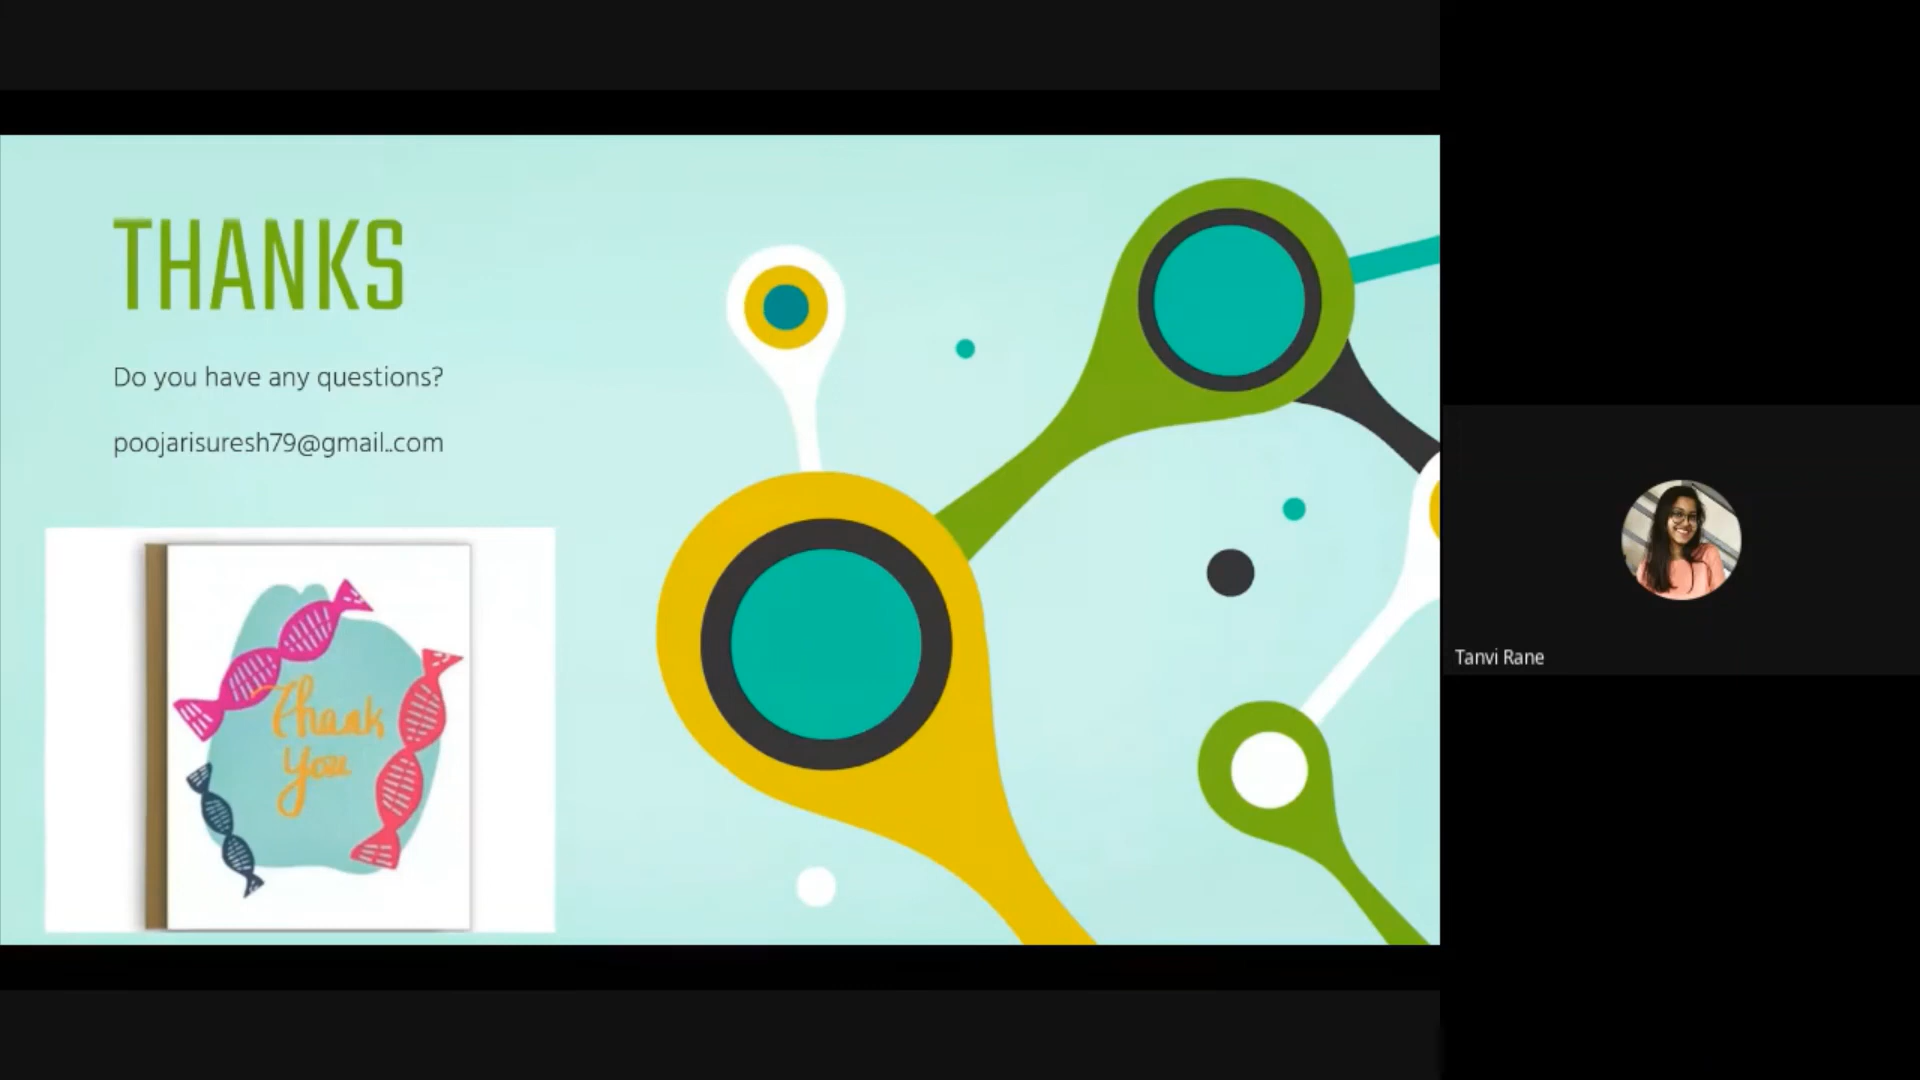 THANKS
Do you have any questions?
poojarisuresh79@gmail..com
Thank
you
Tanvi Rane